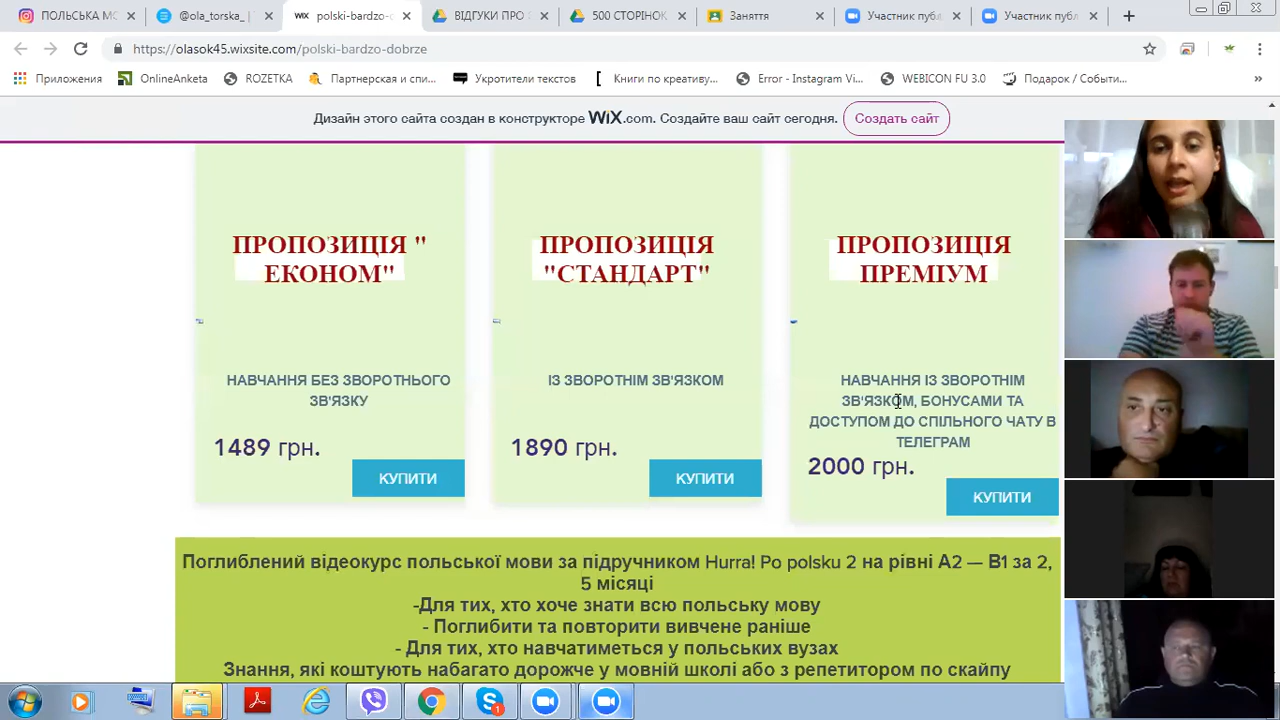 ПОЛЬСЬКА МО
@ola_torska_
WiX polski-bardzo-d
ВІДГУКИ ПРО
500 СТОРІНОК
Заняття
Участник публ
Участник публ
https://olasok45.wixsite.com/polski-bardzo-dobrze
Приложения
OnlineAnketa
ROZETKA
Партнерская и спи...
Укротители текстов
Книги по креативу...
Error - Instagram Vi...
WEBICON FU 3.0
Подарок / Событи...
»
Дизайн этого сайта создан в конструкторе WiX.com. Создайте ваш сайт сегодня.
Создать сайт
ПРОПОЗИЦІЯ "
ЕКОНОМ"
НАВЧАННЯ БЕЗ ЗВОРОТНЬОГО
ЗВ'ЯЗКУ
1489 грн.
КУПИТИ
ПРОПОЗИЦІЯ
"СТАНДАРТ"
ІЗ ЗВОРОТНІМ ЗВ'ЯЗКОМ
1890 грн.
КУПИТИ
ПРОПОЗИЦІЯ
ПРЕМІУМ
НАВЧАННЯ ІЗ ЗВОРОТНІМ
ЗВ'ЯЗКОМ, БОНУСАМИ ТА
ДОСТУПОМ ДО СПІЛЬНОГО ЧАТУ В
ТЕЛЕГРАМ
2000 грн.
КУПИТИ
Поглиблений відеокурс польської мови за підручником Hurra! Po polsku 2 на рівні А2 — В1 за 2,
5 місяці
-Для тих, хто хоче знати всю польську мову
- Поглибити та повторити вивчене раніше
- Для тих, хто навчатиметься у польських вузах
Знання, які коштують набагато дорожче у мовній школі або з репетитором по скайпу